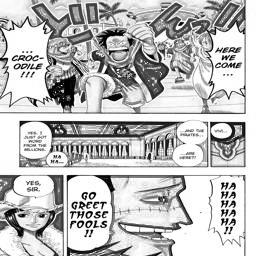 HERE
WE
COME
...
...
CROC-
ODILE
!!!
VIVI...
...AND THE
PIRATES...
...
ARE HERE?!
YES. I
JUST GOT
WORD
FROM THE
MILLIONS.
HA
HA...
HA
HA
HA
HA
HA
!!
GO
GREET
THOSE
FOOLS
!!
YES,
SIR.